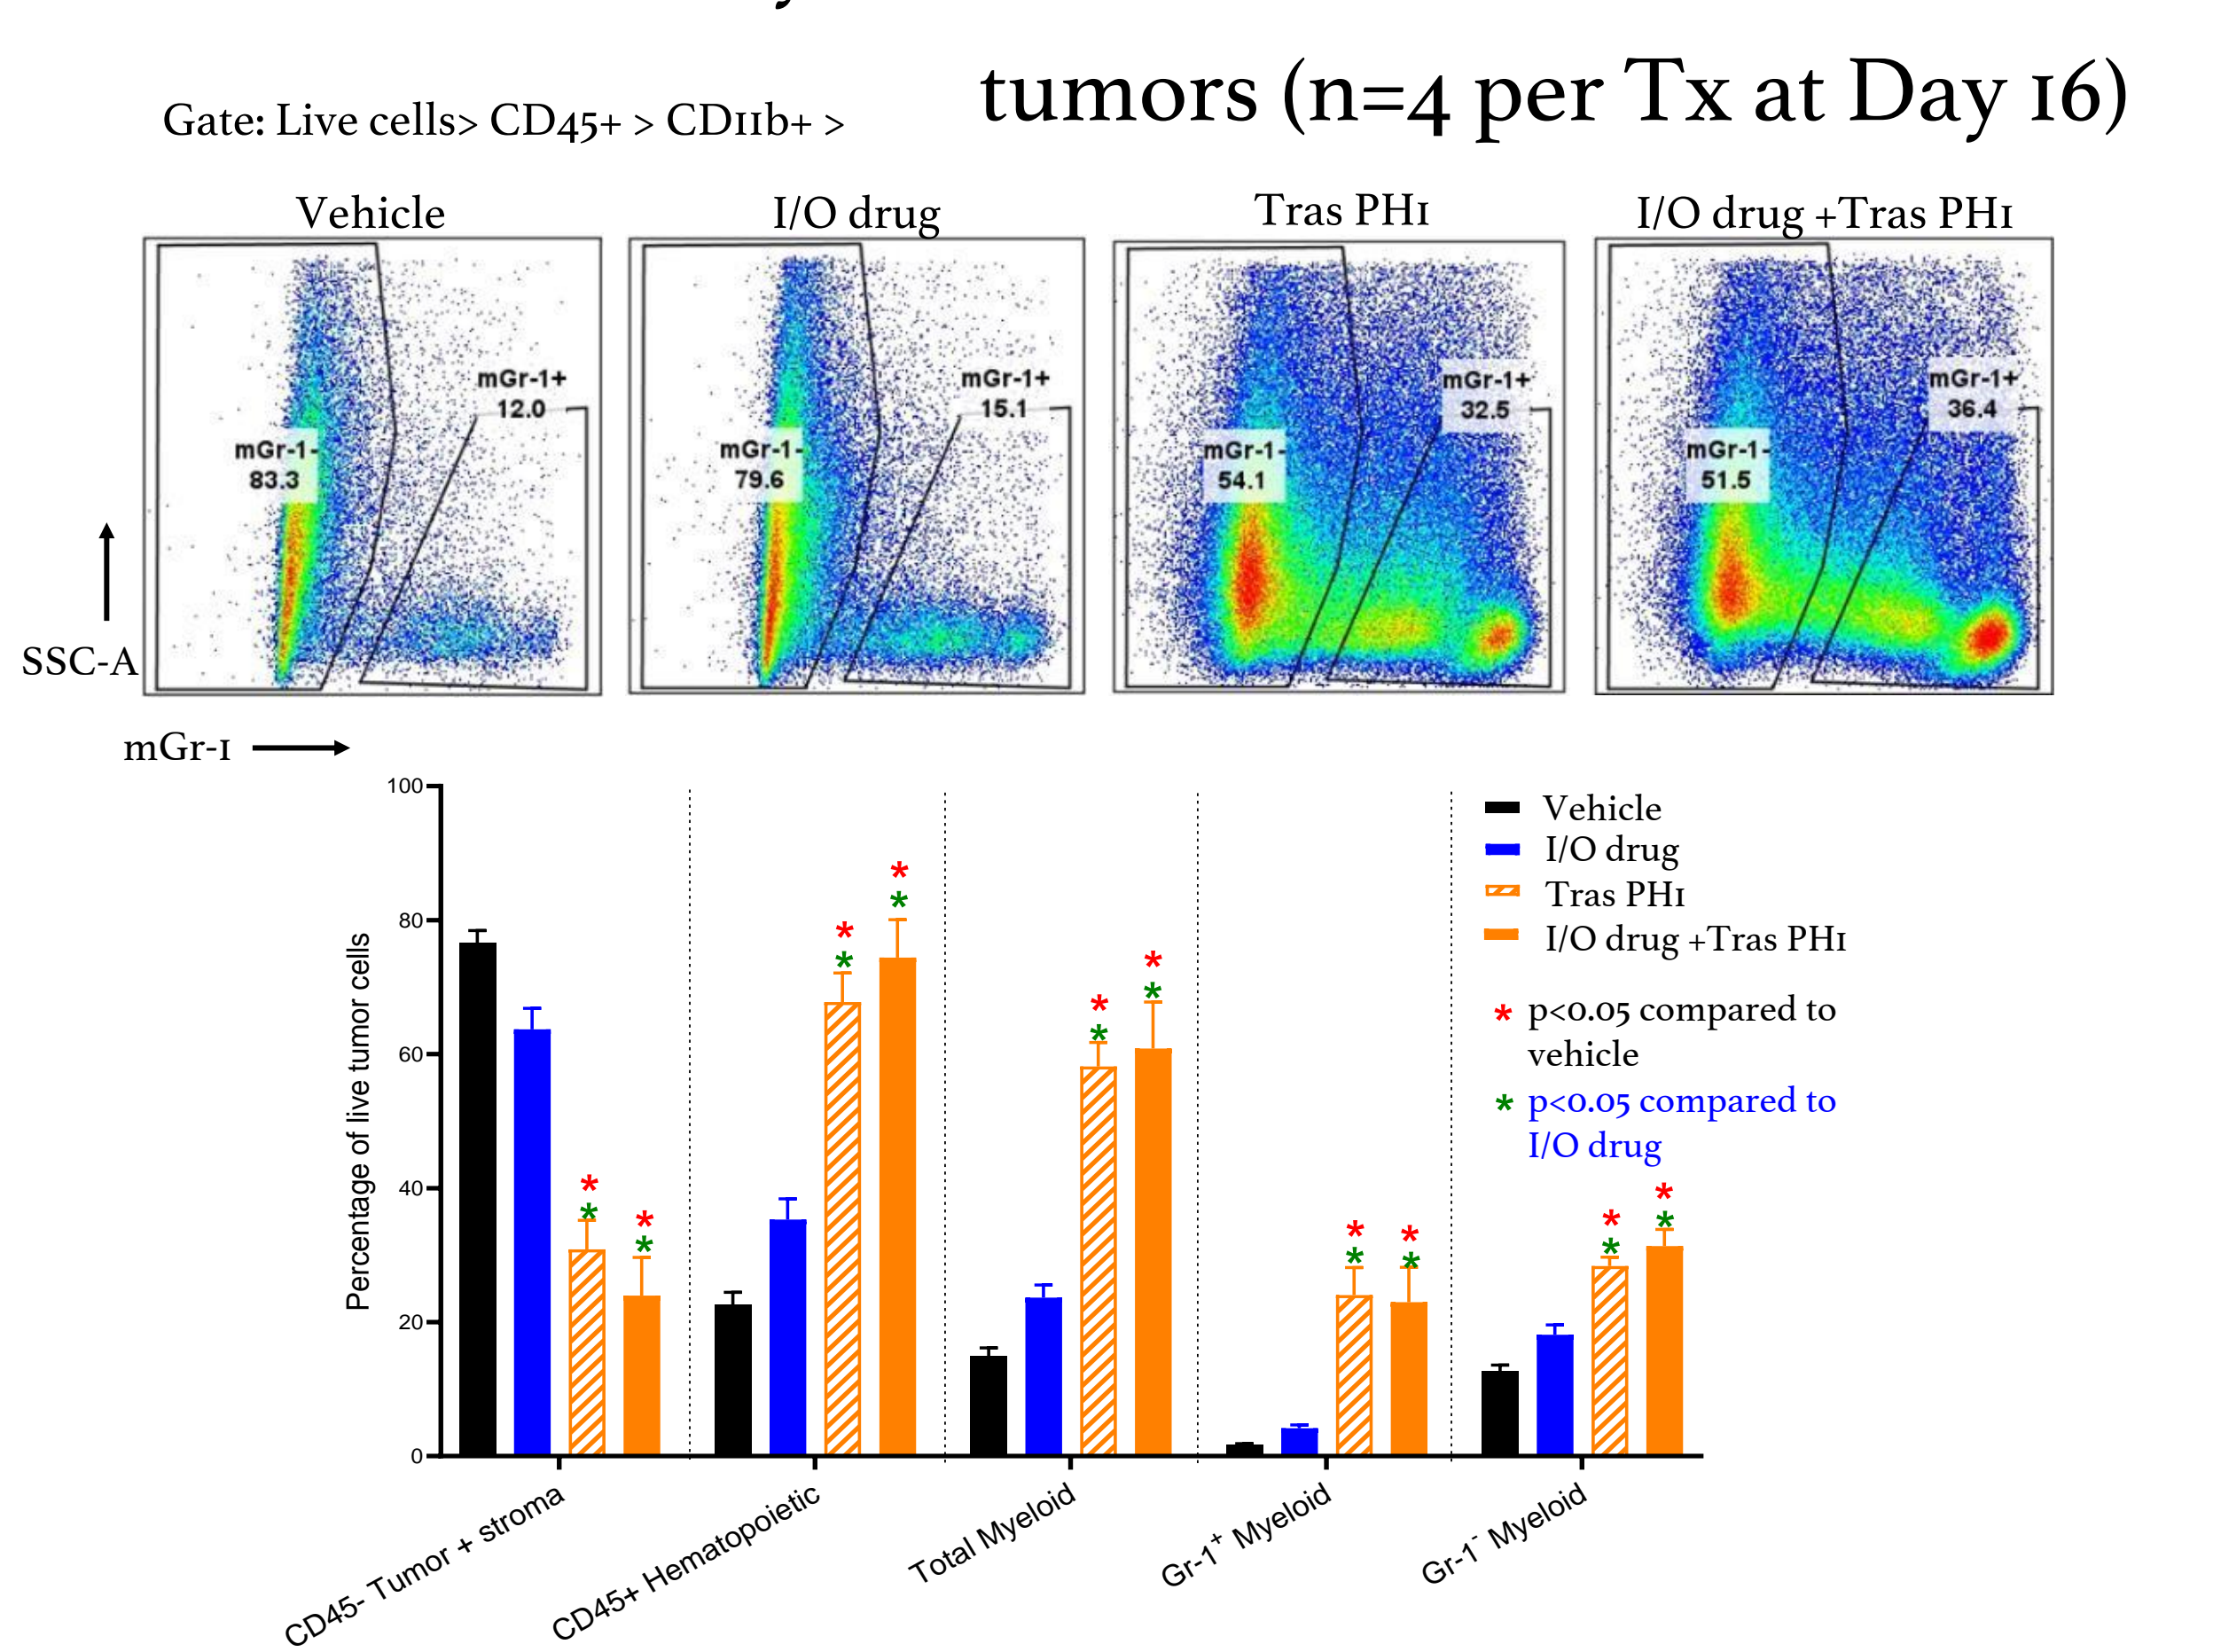 tumors (n=4 per Tx at Day 16)
Gate: Live cells> CD45+ > CD11b+ >
Vehicle
I/O drug
Tras PH1
I/O drug +Tras PH1
mGr-1+
12.0
mGr-1-
83.3
mGr-1+
15.1
mGr-1-
79.6
mGr-1+
32.5
mGr-1-
54.1
mGr-1+
36.4
mGr-1-
51.5
SSC-A
mGr-1
Percentage of live tumor cells
100
80
60
40
20
0
Vehicle
I/O drug
Tras PH1
I/O drug +Tras PH1
* p<0.05 compared to
vehicle
* p<0.05 compared to
I/O drug
CD45- Tumor + stroma
CD45+ Hematopoietic
Total Myeloid
Gr-1⁺ Myeloid
Gr-1⁻ Myeloid